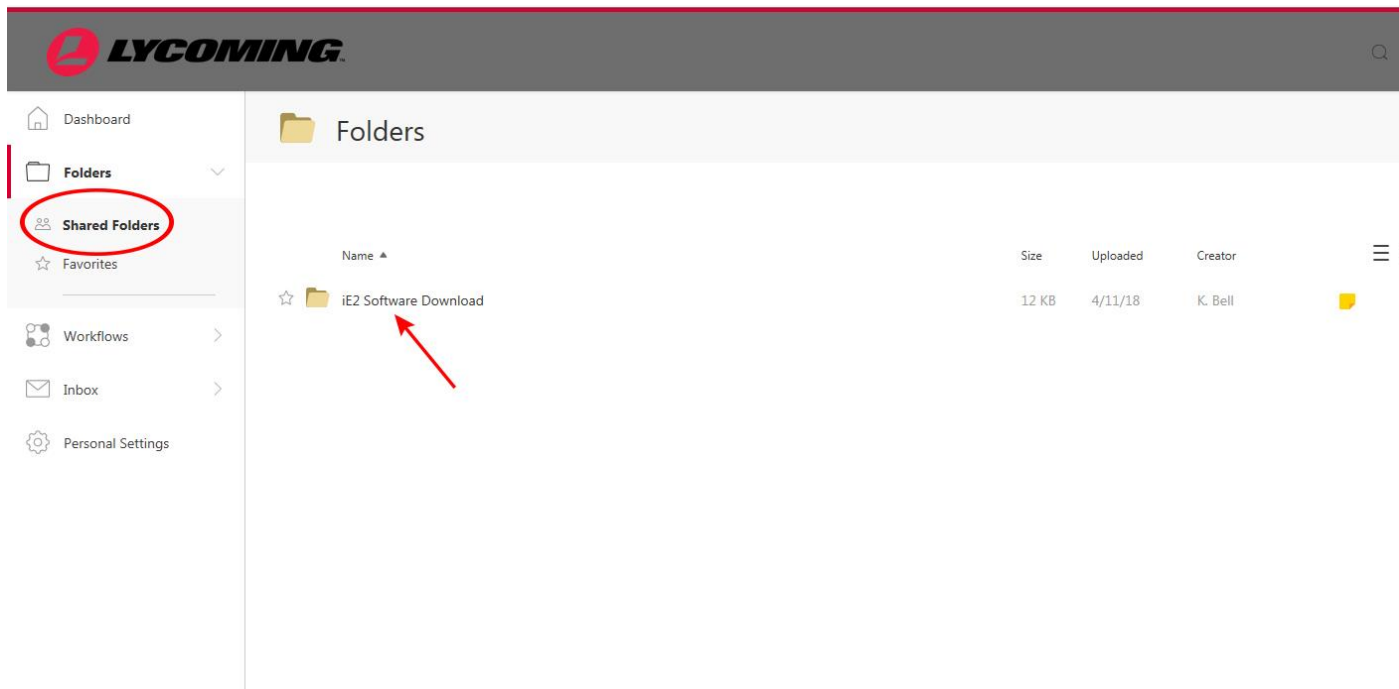 LYCOMING
Dashboard
Folders
Shared Folders
Favorites
Workflows
Inbox
Personal Settings
Folders
Name Size Uploaded Creator
iE2 Software Download 12 KB 4/11/18 K. Bell